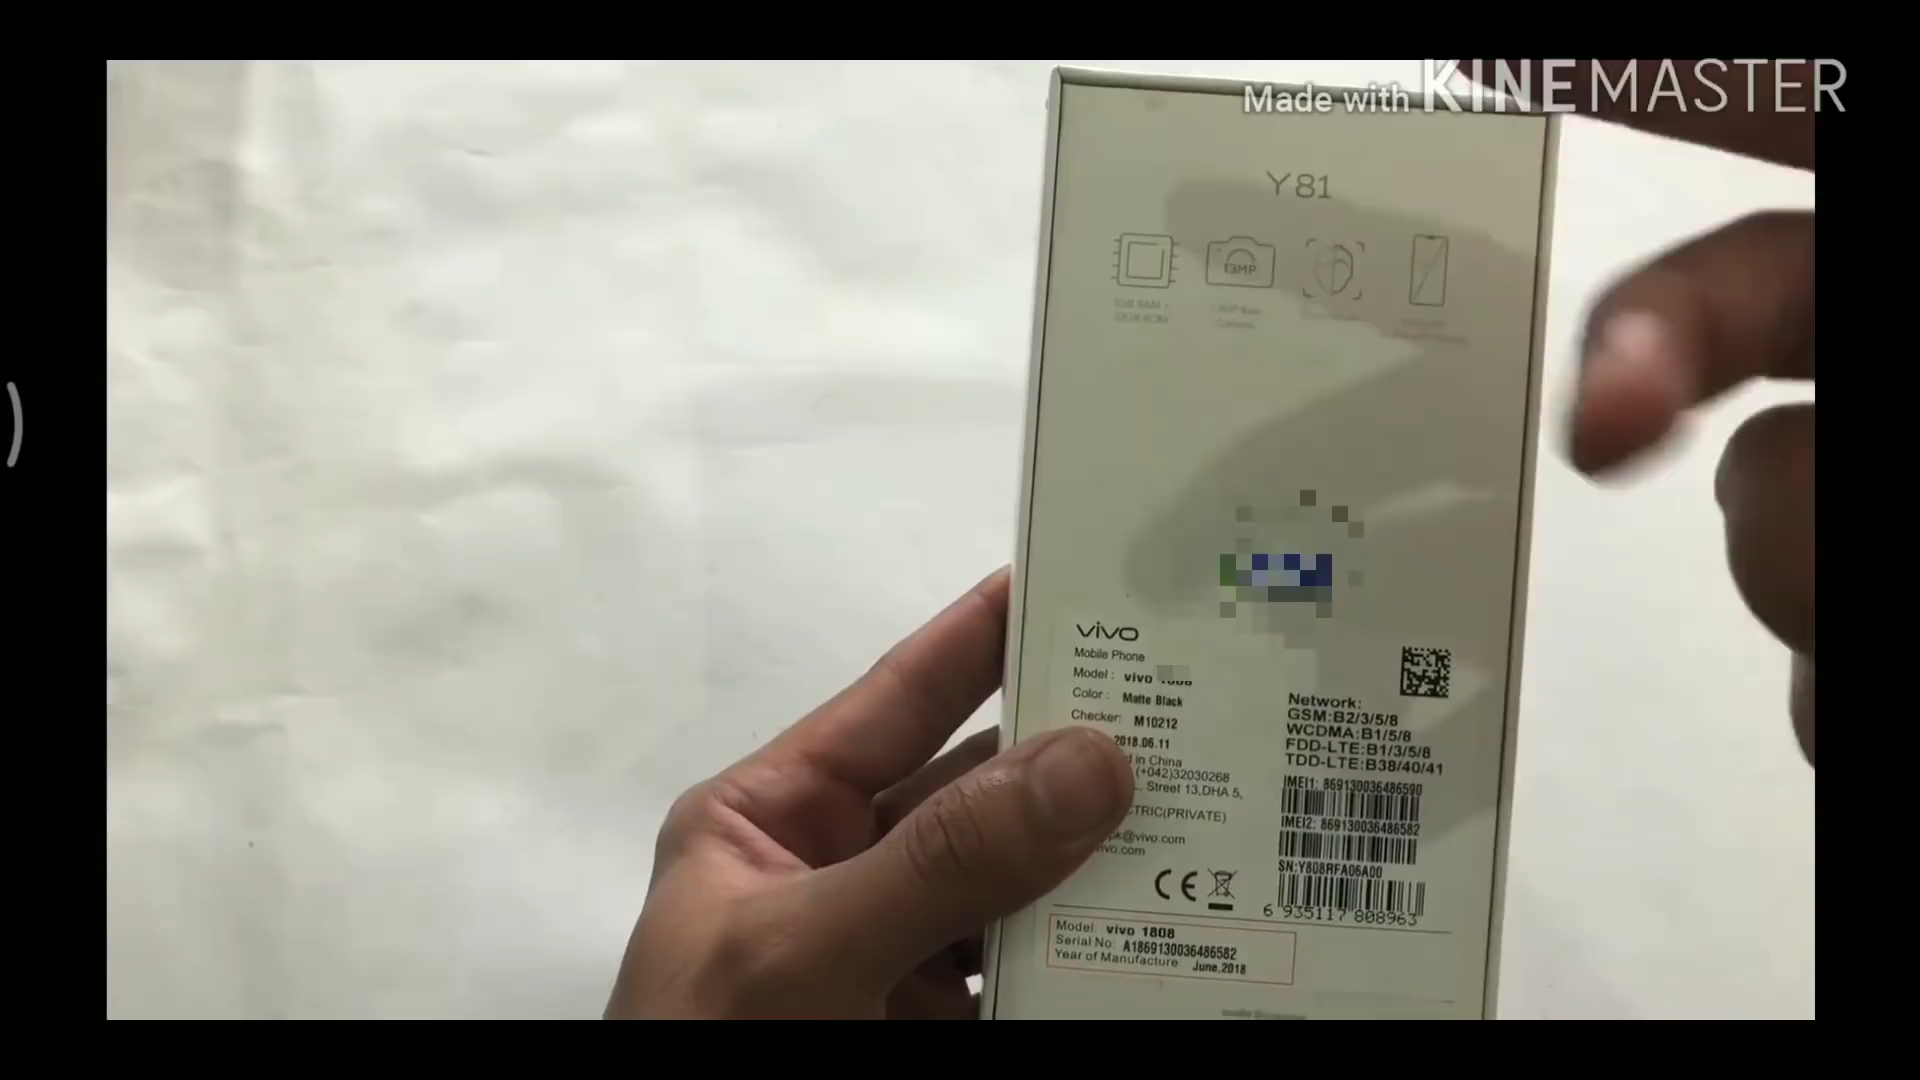 Made with KINEMASTER
Y81
13MP
vivo
Mobile Phone
Model : vivo 1808
Color : Matte Black
Checker: M10212
2018.06.11
d in China
(+042)32030268
L. Street 13,DHA 5,
CTRIC(PRIVATE)
pk@vivo.com
vivo.com
Network:
GSM:B2/3/5/8
WCDMA:B1/5/8
FDD-LTE:B1/3/5/8
TDD-LTE:B38/40/41
IMEI1: 869130036486590
IMEI2: 869130036486582
SN:Y808RFA06A00
6 935117 808963
Model: vivo 1808
Serial No: A1869130036486582
Year of Manufacture June,2018